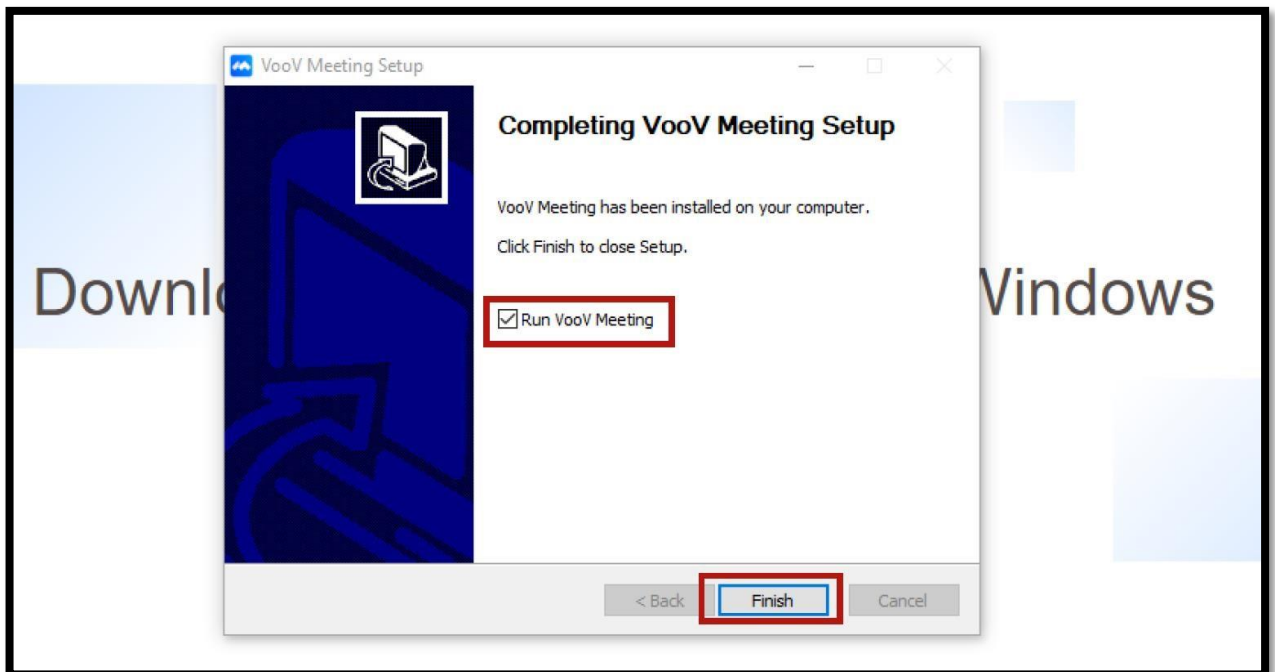 VooV Meeting Setup
Completing VooV Meeting Setup
VooV Meeting has been installed on your computer.
Click Finish to close Setup.
Downlo
Vindows
Run VooV Meeting
< Back
Finish
Cancel